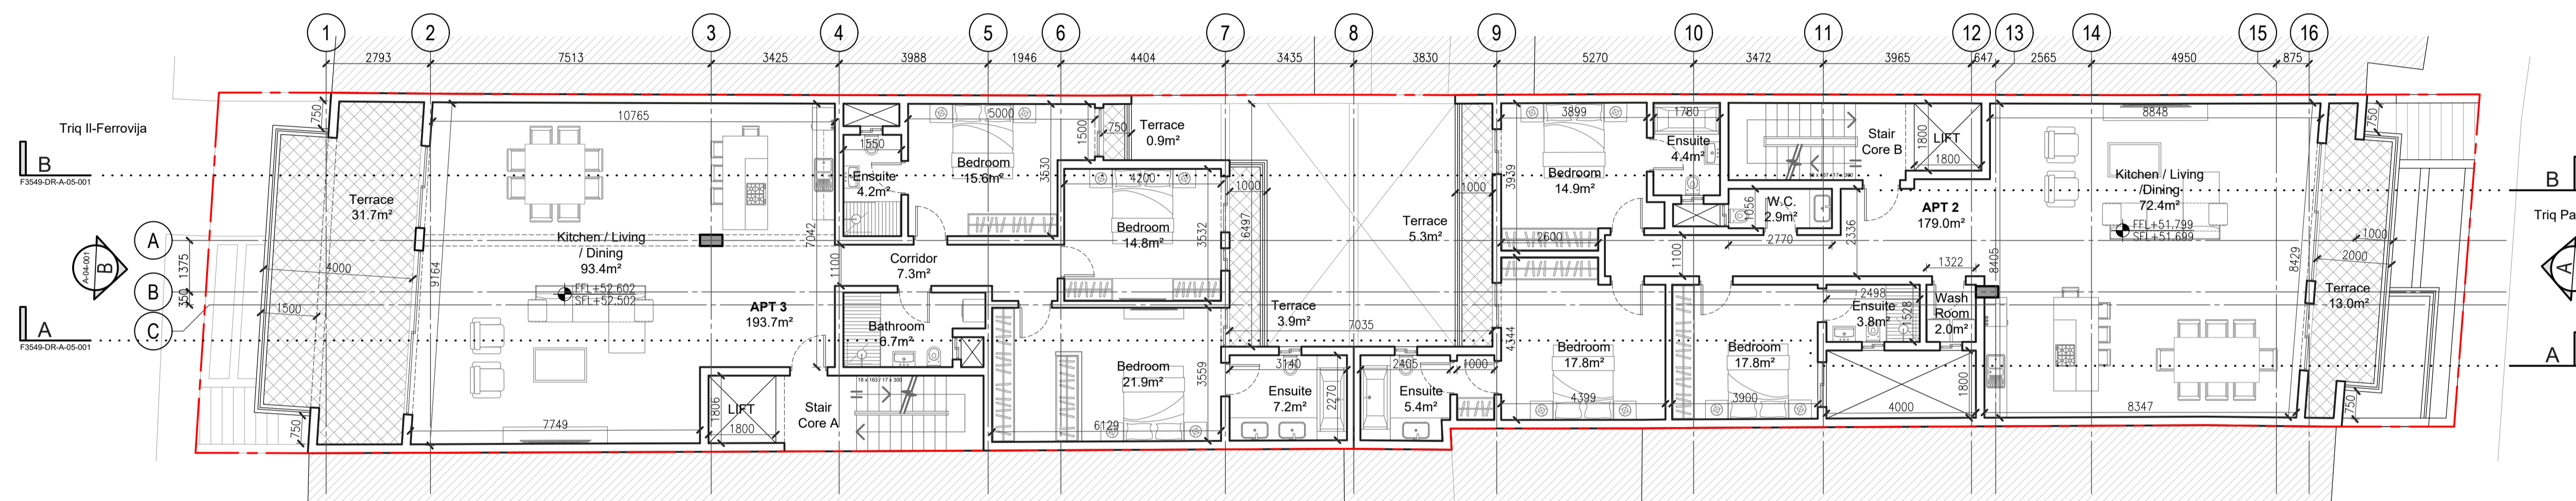 1 2 3 4 5 6 7 8 9 10 11 12 13 14 15 16
2793 7513 3425 3988 1946 4404 3435 3830 5270 3472 3965 647 2565 4950 875
Triq Il-Ferrovija
B
F3549-DR-A-05-001
A-04-001
B
A
1375
B
350
C
A
F3549-DR-A-05-001
750
Terrace
31.7m²
4000
1500
750
10765
9164
Kitchen / Living
/ Dining
93.4m²
FFL+52.602
SFL+52.502
7042
APT 3
193.7m²
7749
1806
LIFT
1800
Stair
Core A
18 x 163 / 17 x 300
1550
Ensuite
4.2m²
5000
Bedroom
15.6m²
3530
1500
750
Terrace
0.9m²
1100
Corridor
7.3m²
4200
Bedroom
14.8m²
3532
Bathroom
6.7m²
Bedroom
21.9m²
3559
6129
1000
6497
Terrace
3.9m²
7035
3140
Ensuite
7.2m²
2270
Terrace
5.3m²
1000
2405
Ensuite
5.4m²
1000
3899
3939
Bedroom
14.9m²
2600
4344
Bedroom
17.8m²
4399
1780
Ensuite
4.4m²
1056
W.C.
2.9m²
2770
1100
2336
Bedroom
17.8m²
3900
Stair
Core B
1800
LIFT
1800
APT 2
179.0m²
1322
2498
Ensuite
3.8m²
1528
Wash
Room
2.0m²
4000
1800
8405
8848
Kitchen / Living
/Dining
72.4m²
FFL+51.799
SFL+51.699
8429
8347
750
1000
2000
Terrace
13.0m²
750
B
Triq Pa
A
A